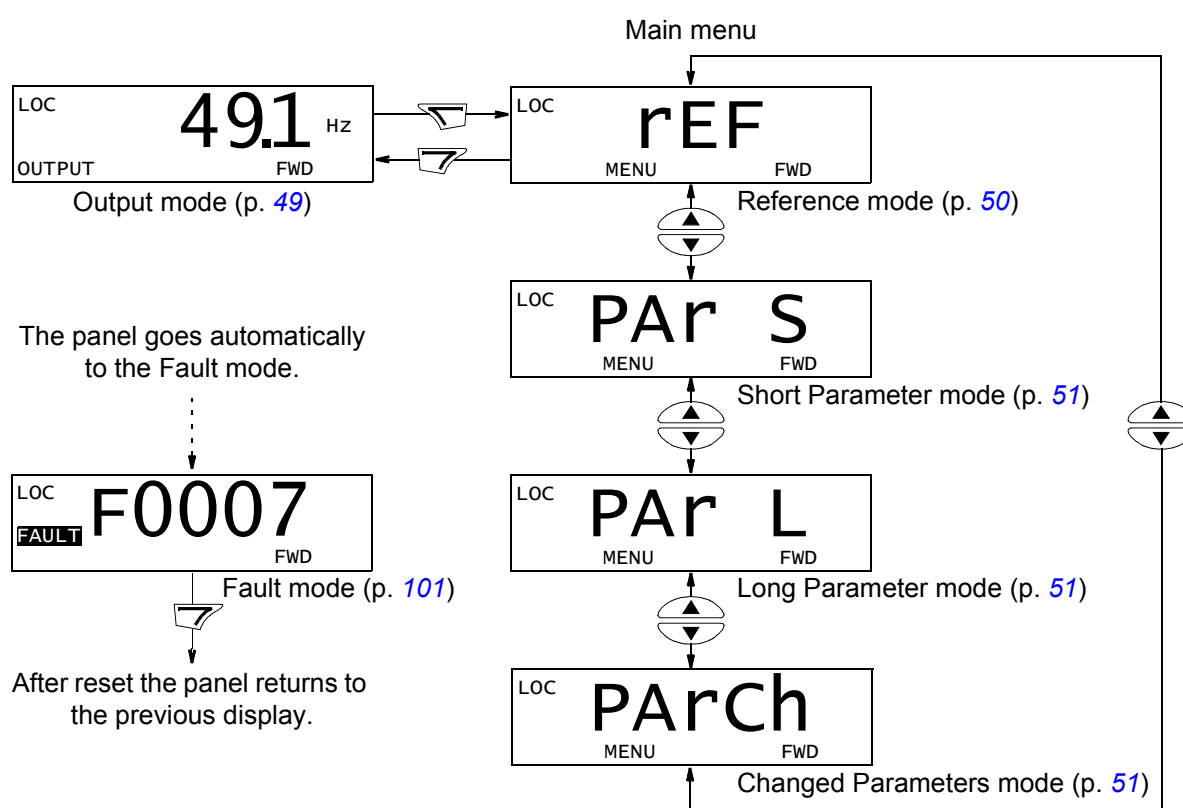 Main menu
LOC
49.1 Hz
OUTPUT FWD
Output mode (p. 49)
LOC
rEF
MENU FWD
Reference mode (p. 50)
LOC
PAr S
MENU FWD
Short Parameter mode (p. 51)
The panel goes automatically
to the Fault mode.
LOC
FAULT F0007
FWD
Fault mode (p. 101)
After reset the panel returns to
the previous display.
LOC
PAr L
MENU FWD
Long Parameter mode (p. 51)
LOC
PArCh
MENU FWD
Changed Parameters mode (p. 51)